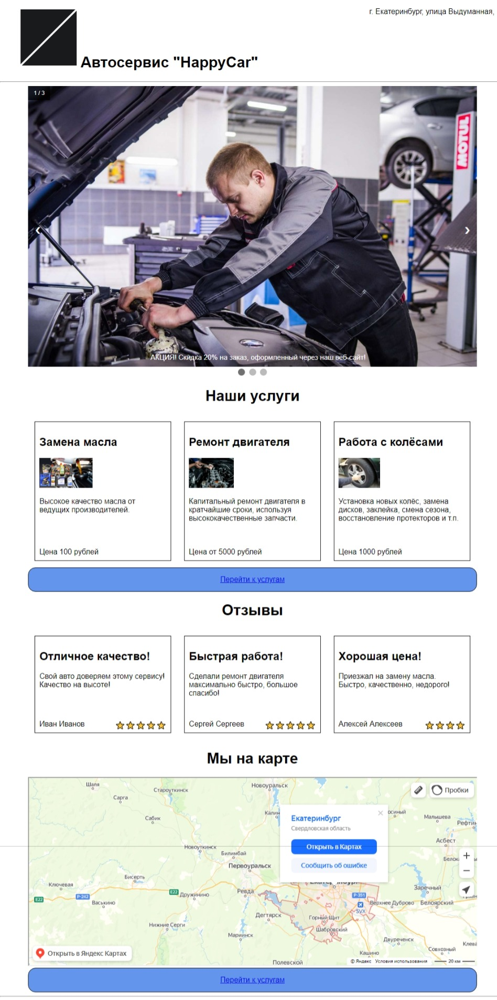 г. Екатеринбург, улица Выдуманная,
Автосервис "HappyCar"
1 / 3
MOTUL
❮
❯
АКЦИЯ! Скидка 20% на заказ, оформленный через наш веб-сайт!
Наши услуги
Замена масла
Высокое качество масла от
ведущих производителей.
Цена 100 рублей
Ремонт двигателя
Капитальный ремонт двигателя в
кратчайшие сроки, используя
высококачественные запчасти.
Цена от 5000 рублей
Работа с колёсами
Установка новых колёс, замена
дисков, заклейка, смена сезона,
восстановление протекторов и т.п.
Цена 1000 рублей
Перейти к услугам
Отзывы
Отличное качество!
Свой авто доверяем этому сервису!
Качество на высоте!
Иван Иванов
Быстрая работа!
Сделали ремонт двигателя
максимально быстро, большое
спасибо!
Сергей Сергеев
Хорошая цена!
Приезжал на замену масла.
Быстро, качественно, недорого!
Алексей Алексеев
Мы на карте
Шаля
Староуткинск
Новоуральск
Пробки
Сарга
Сабик
Калин
осиный
Малышева
Рефтин
Екатеринбург
Свердловская область
Открыть в Картах
Сообщить об ошибке
Асбест
Новоуткинск
Билимбай
Первоуральск
Белока
Бисерть
Ключевая
Р-242
E22
E22
Дружинино
Ревда
Васькино
Заречный
Р-351
SVX
Верхнее Дуброво
Белоярский
Дегтярск
Горный Щит
Нижние Серги
Мариинск
Шабровский
Двуреченск
Клева
Совхозный
Кашино
Полевской
Открыть в Яндекс Картах
© Яндекс Условия использования
20 км
Перейти к услугам